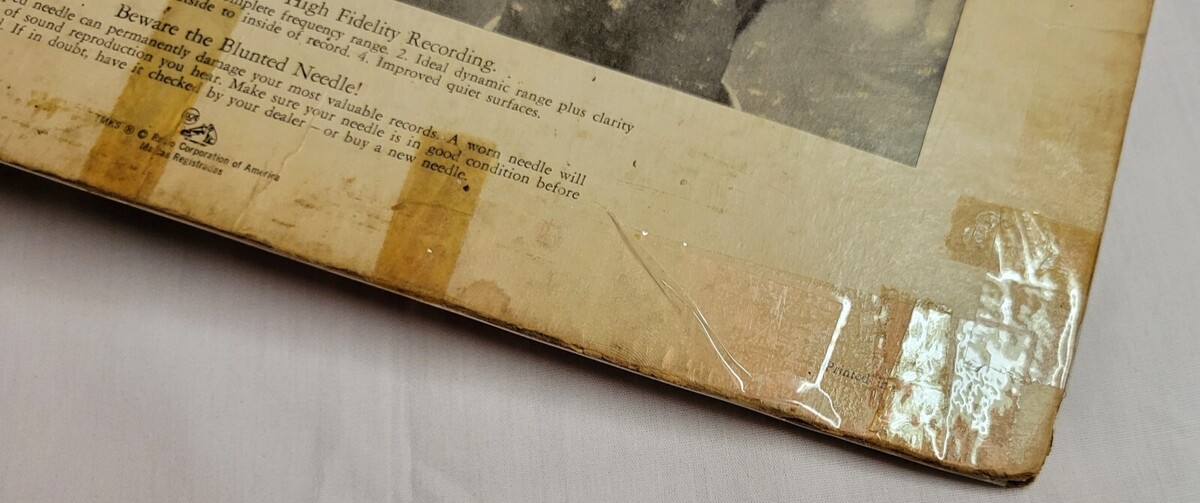 High Fidelity Recording.
complete frequency range. 2. Ideal dynamic range plus clarity
side to inside of record. 4. Improved quiet surfaces.
Beware the Blunted Needle!
needle can permanently damage your most valuable records. A worn needle will
of sound reproduction you hear. Make sure your needle is in good condition before
If in doubt, have it checked by your dealer—or buy a new needle.
TMKS ® © Radio Corporation of America
Marcas Registradas
Printed